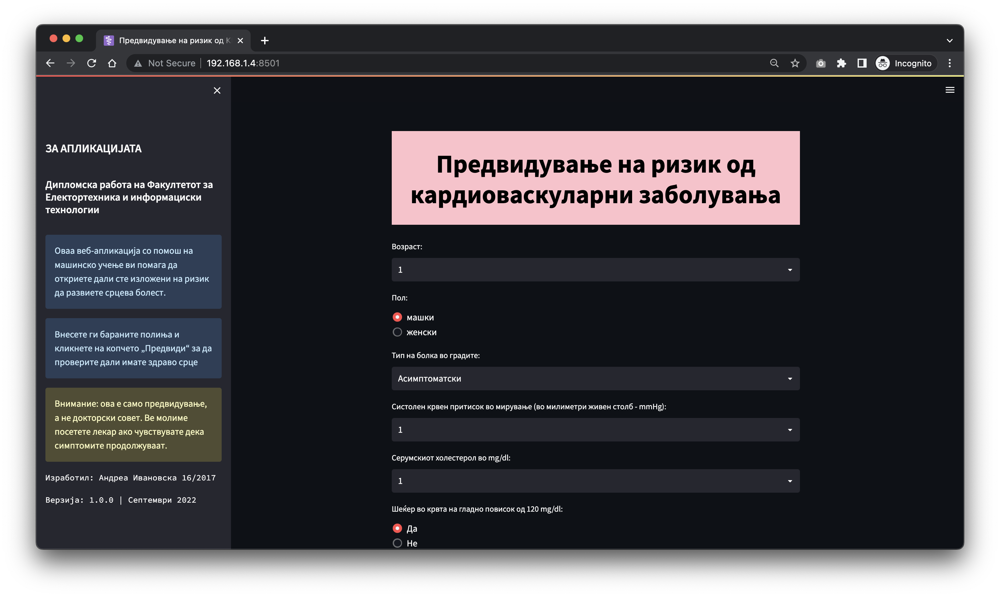 Предвидување на ризик од К
Not Secure
192.168.1.4:8501
Incognito
ЗА АПЛИКАЦИЈАТА
Дипломска работа на Факултетот за
Електортехника и информациски
технологии
Оваа веб-апликација со помош на
машинско учење ви помага да
откриете дали сте изложени на ризик
да развиете срцева болест.
Внесете ги бараните полиња и
кликнете на копчето „Предвиди“ за да
проверите дали имате здраво срце
Внимание: ова е само предвидување,
а не докторски совет. Ве молиме
посетете лекар ако чувствувате дека
симптомите продолжуваат.
Изработил: Андреа Ивановска 16/2017
Верзија: 1.0.0 | Септември 2022
Предвидување на ризик од
кардиоваскуларни заболувања
Возраст:
1
Пол:
машки
женски
Тип на болка во градите:
Асимптоматски
Систолен крвен притисок во мирување (во милиметри живен столб - mmHg):
1
Серумскиот холестерол во mg/dl:
1
Шеќер во крвта на гладно повисок од 120 mg/dl:
Да
Не